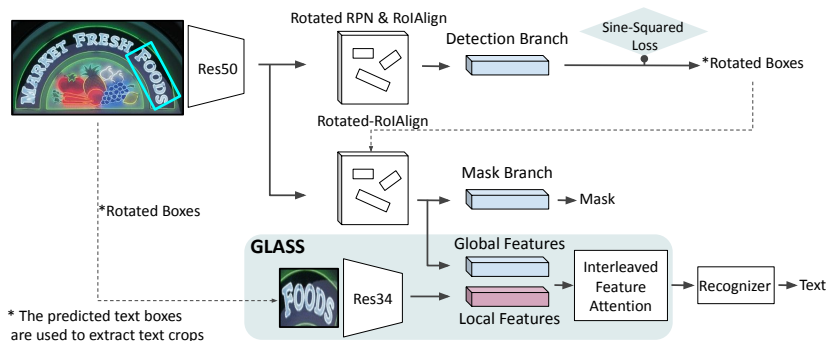 Rotated RPN & RoIAlign
Detection Branch
Sine-Squared
Loss
MARKET FRESH FOODS
Res50
*Rotated Boxes
Rotated-RoIAlign
Mask Branch
Mask
*Rotated Boxes
GLASS
Global Features
FOODS
Res34
Interleaved
Feature
Attention
Recognizer
Text
Local Features
* The predicted text boxes
are used to extract text crops